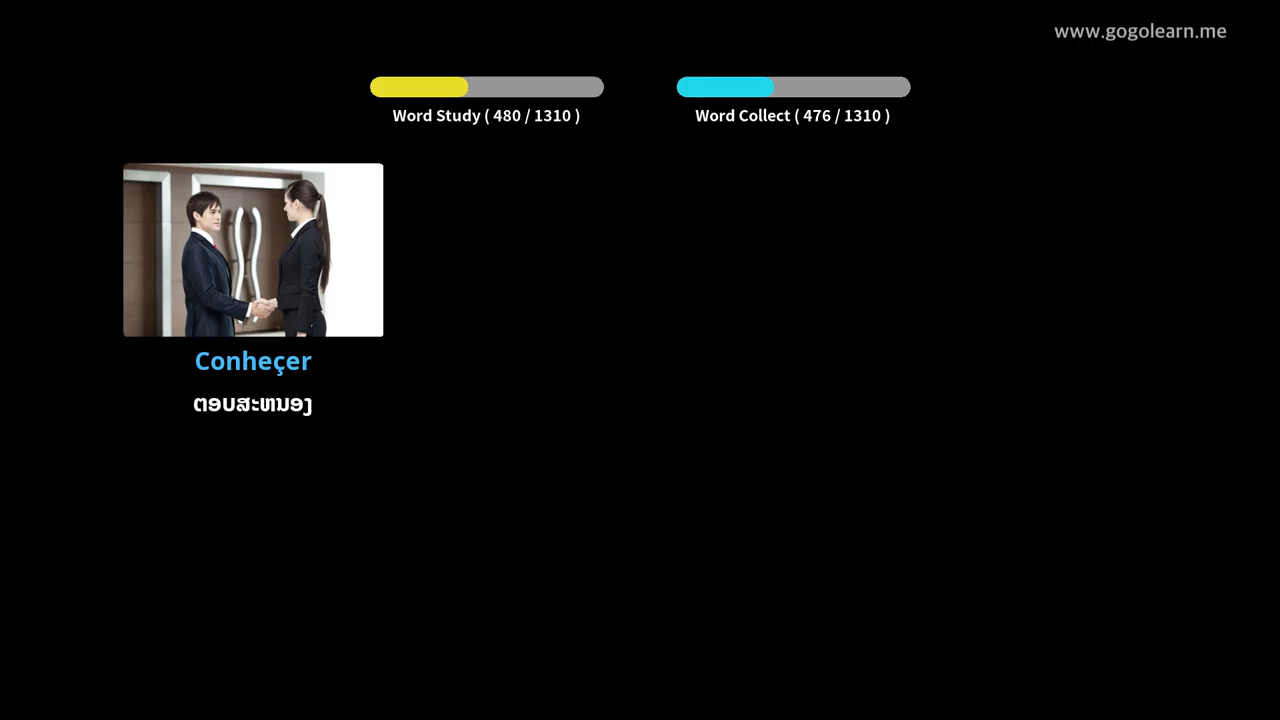 www.gogolearn.me
Word Study ( 480 / 1310 )
Word Collect ( 476 / 1310 )
Conheçer
ຕອບສະຫນອງ